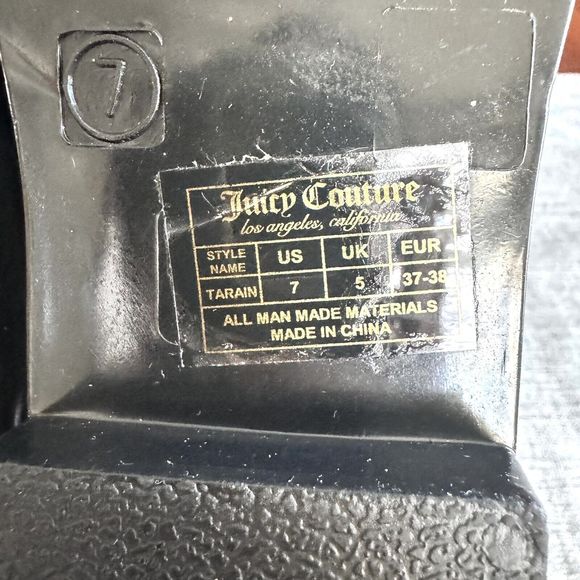 7
Juicy Couture
los angeles, california
STYLE NAME US UK EUR
TARAIN 7 5 37-38
ALL MAN MADE MATERIALS
MADE IN CHINA